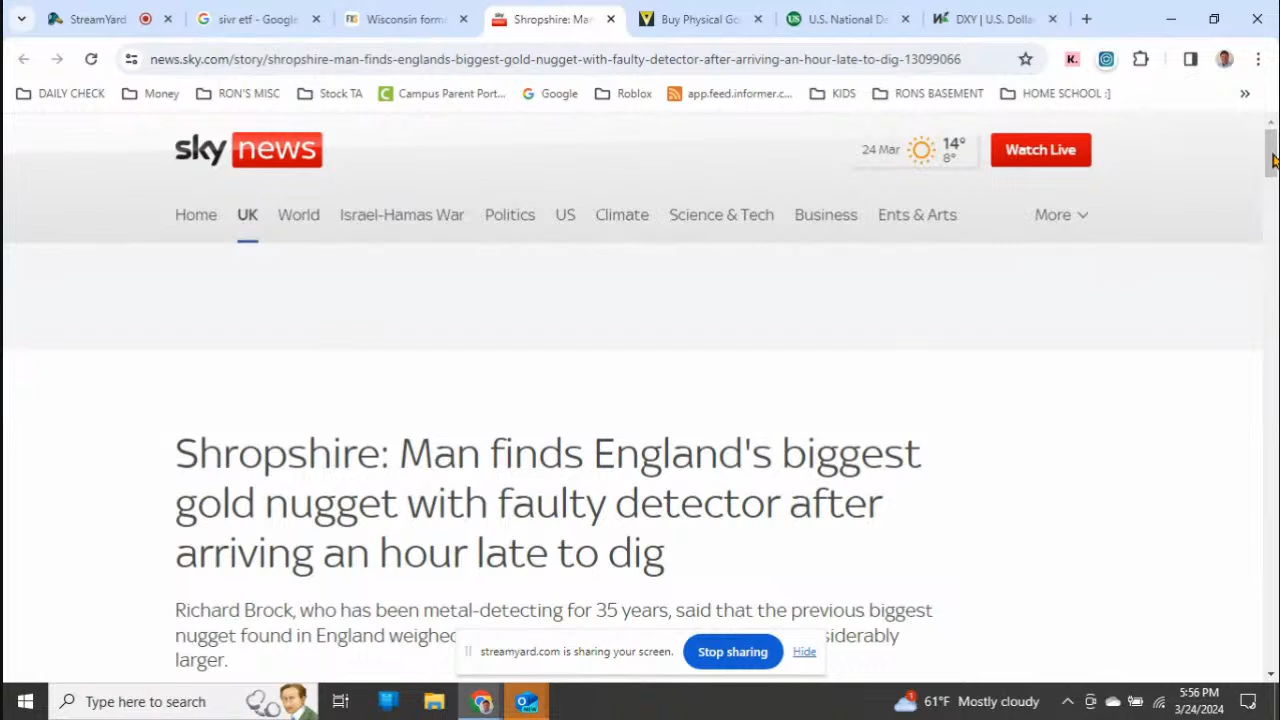 StreamYard
sivr etf - Google
Wisconsin form
Shropshire: Ma
Buy Physical Go
U.S. National De
DXY | U.S. Dolla
news.sky.com/story/shropshire-man-finds-englands-biggest-gold-nugget-with-faulty-detector-after-arriving-an-hour-late-to-dig-13099066
DAILY CHECK
Money
RON'S MISC
Stock TA
Campus Parent Port...
Google
Roblox
app.feed.informer.c...
KIDS
RONS BASEMENT
HOME SCHOOL :]
sky news
24 Mar
14°
8°
Watch Live
Home
UK
World
Israel-Hamas War
Politics
US
Climate
Science & Tech
Business
Ents & Arts
More
Shropshire: Man finds England's biggest
gold nugget with faulty detector after
arriving an hour late to dig
Richard Brock, who has been metal-detecting for 35 years, said that the previous biggest
nugget found in England weighed
larger.
streamyard.com is sharing your screen.
Stop sharing
Hide
Type here to search
1
61°F Mostly cloudy
5:56 PM
3/24/2024